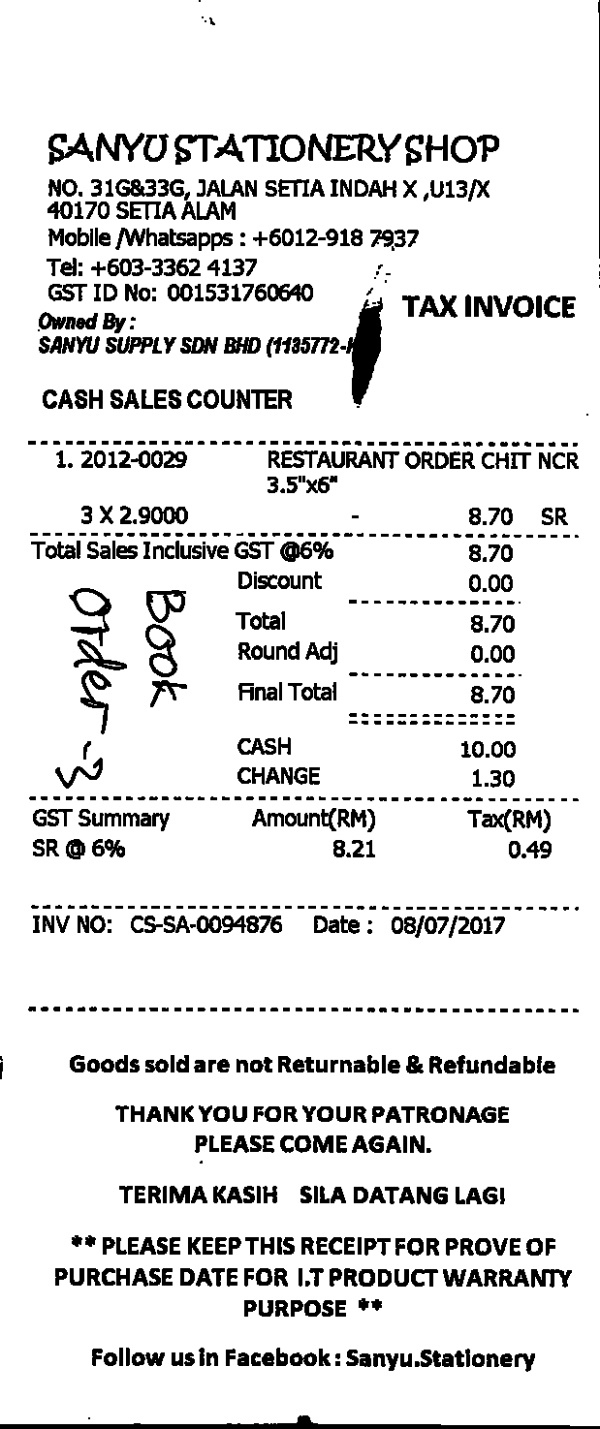 SANYU STATIONERY SHOP
NO. 31G&33G, JALAN SETIA INDAH X ,U13/X
40170 SETIA ALAM
Mobile /Whatsapps : +6012-918 7937
Tel: +603-3362 4137
GST ID No: 001531760640
TAX INVOICE
Owned By :
SANYU SUPPLY SDN BHD (1135772-
CASH SALES COUNTER
1. 2012-0029 RESTAURANT ORDER CHIT NCR
3.5"x6"
3 X 2.9000 - 8.70 SR
Total Sales Inclusive GST @6% 8.70
Discount 0.00
Total 8.70
Round Adj 0.00
Final Total 8.70
CASH 10.00
CHANGE 1.30
Book
Order -3
GST Summary Amount(RM) Tax(RM)
SR @ 6% 8.21 0.49
INV NO: CS-SA-0094876 Date : 08/07/2017
Goods sold are not Returnable & Refundable
THANK YOU FOR YOUR PATRONAGE
PLEASE COME AGAIN.
TERIMA KASIH SILA DATANG LAGI
** PLEASE KEEP THIS RECEIPT FOR PROVE OF
PURCHASE DATE FOR I.T PRODUCT WARRANTY
PURPOSE **
Follow us in Facebook : Sanyu.Stationery